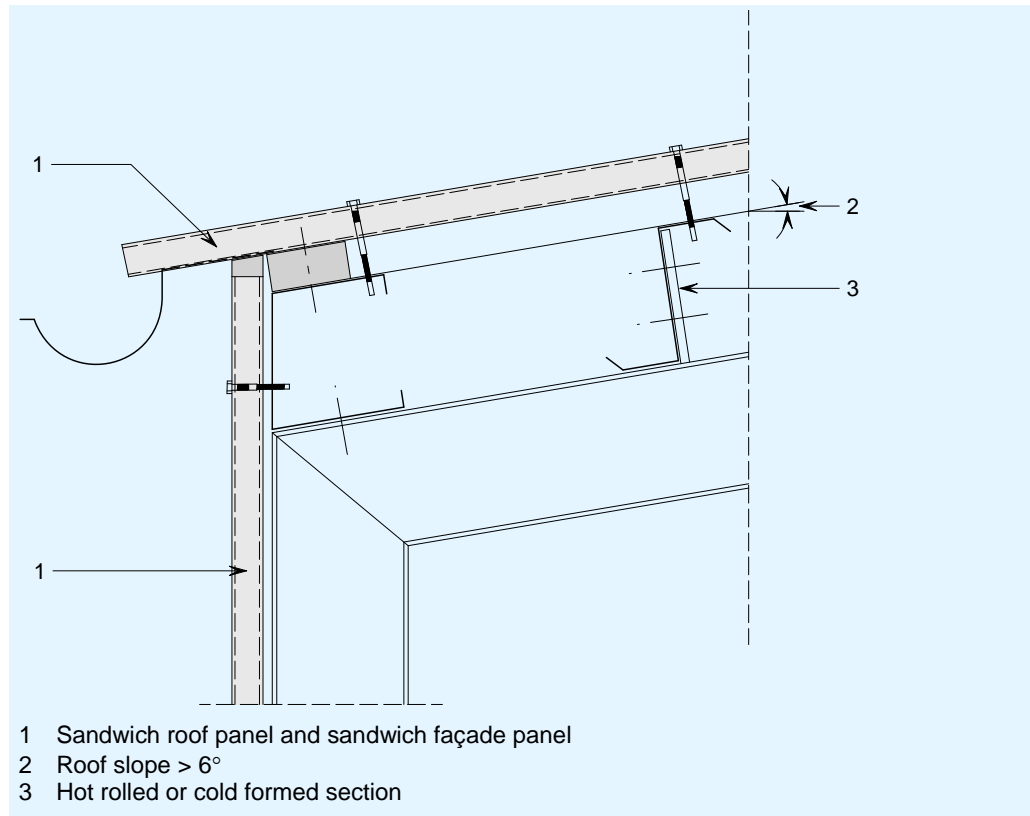 1
2
3
1
1 Sandwich roof panel and sandwich façade panel
2 Roof slope > 6°
3 Hot rolled or cold formed section